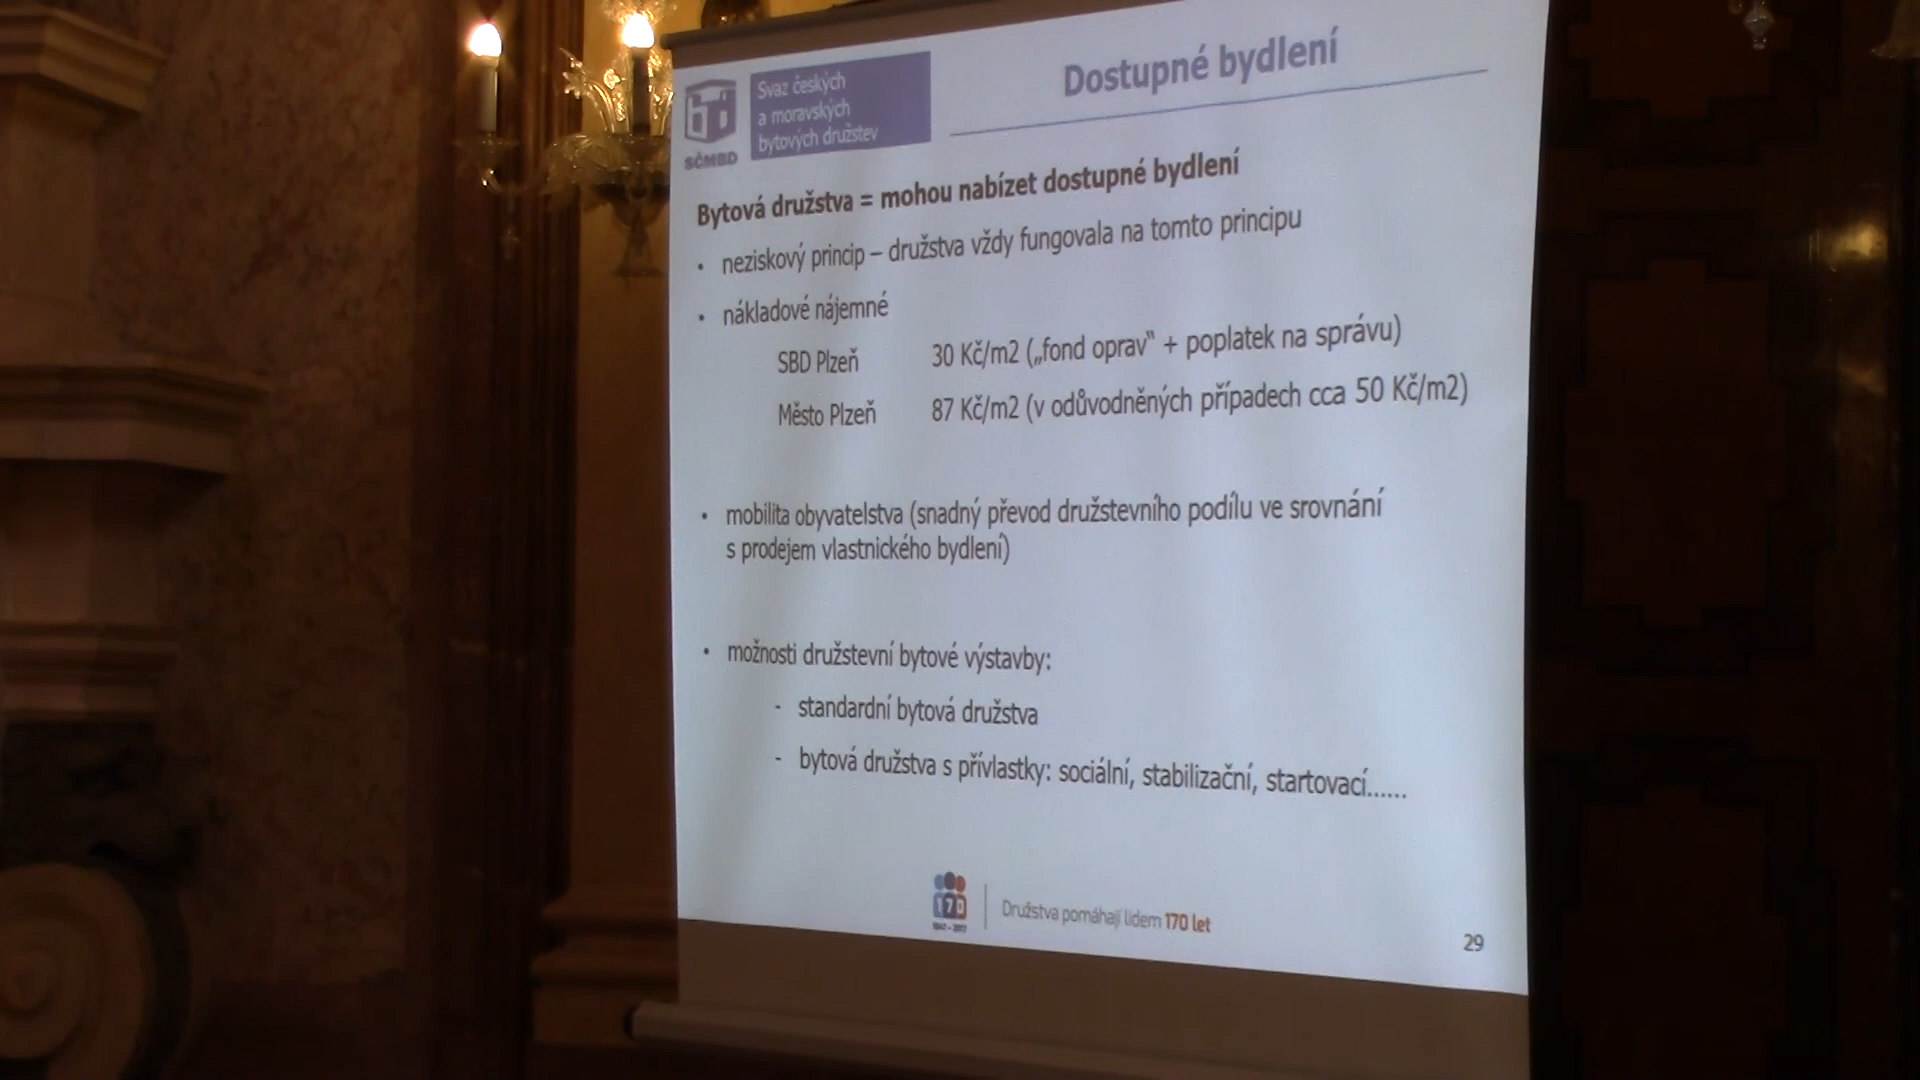 SČMBD
Svaz českých
a moravských
bytových družstev
Dostupné bydlení
Bytová družstva = mohou nabízet dostupné bydlení
• neziskový princip – družstva vždy fungovala na tomto principu
• nákladové nájemné
SBD Plzeň 30 Kč/m2 („fond oprav“ + poplatek na správu)
Město Plzeň 87 Kč/m2 (v odůvodněných případech cca 50 Kč/m2)
• mobilita obyvatelstva (snadný převod družstevního podílu ve srovnání
s prodejem vlastnického bydlení)
• možnosti družstevní bytové výstavby:
- standardní bytová družstva
- bytová družstva s přívlastky: sociální, stabilizační, startovací......
170
1847 – 2017
Družstva pomáhají lidem 170 let
29